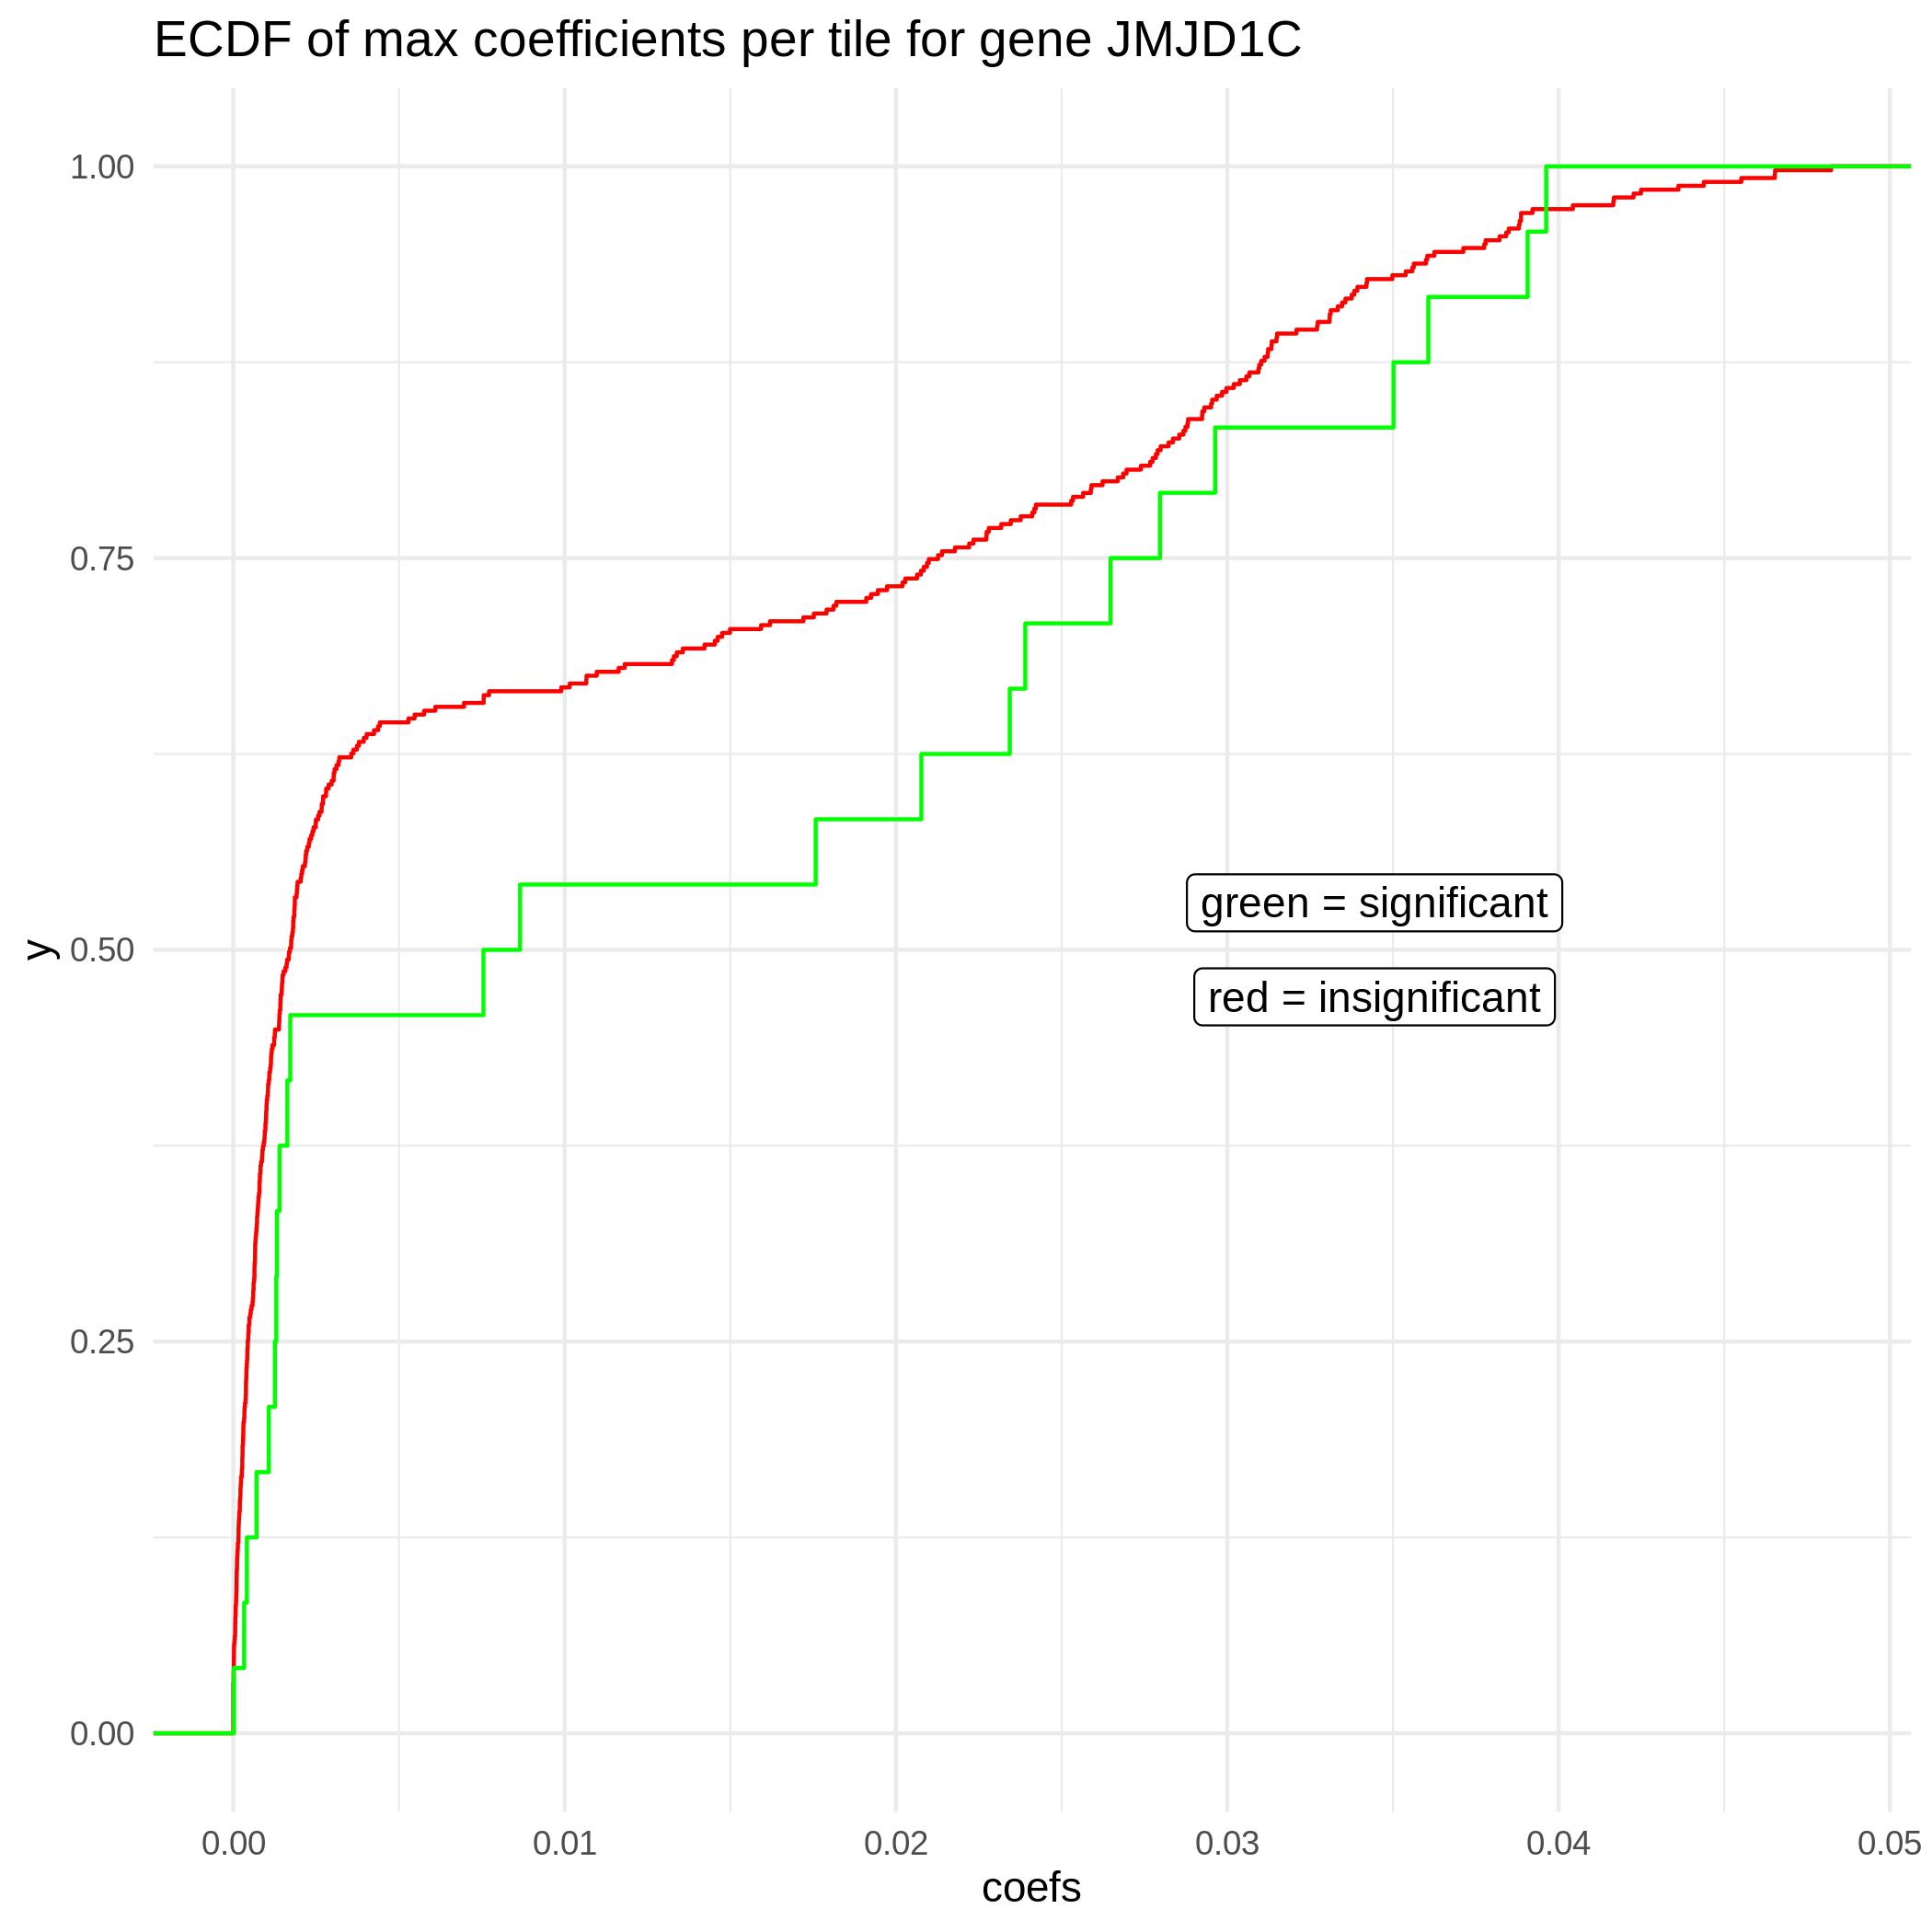 ECDF of max coefficients per tile for gene JMJD1C
1.00
0.75
0.50
0.25
0.00
y
green = significant
red = insignificant
0.00 0.01 0.02 0.03 0.04 0.05
coefs